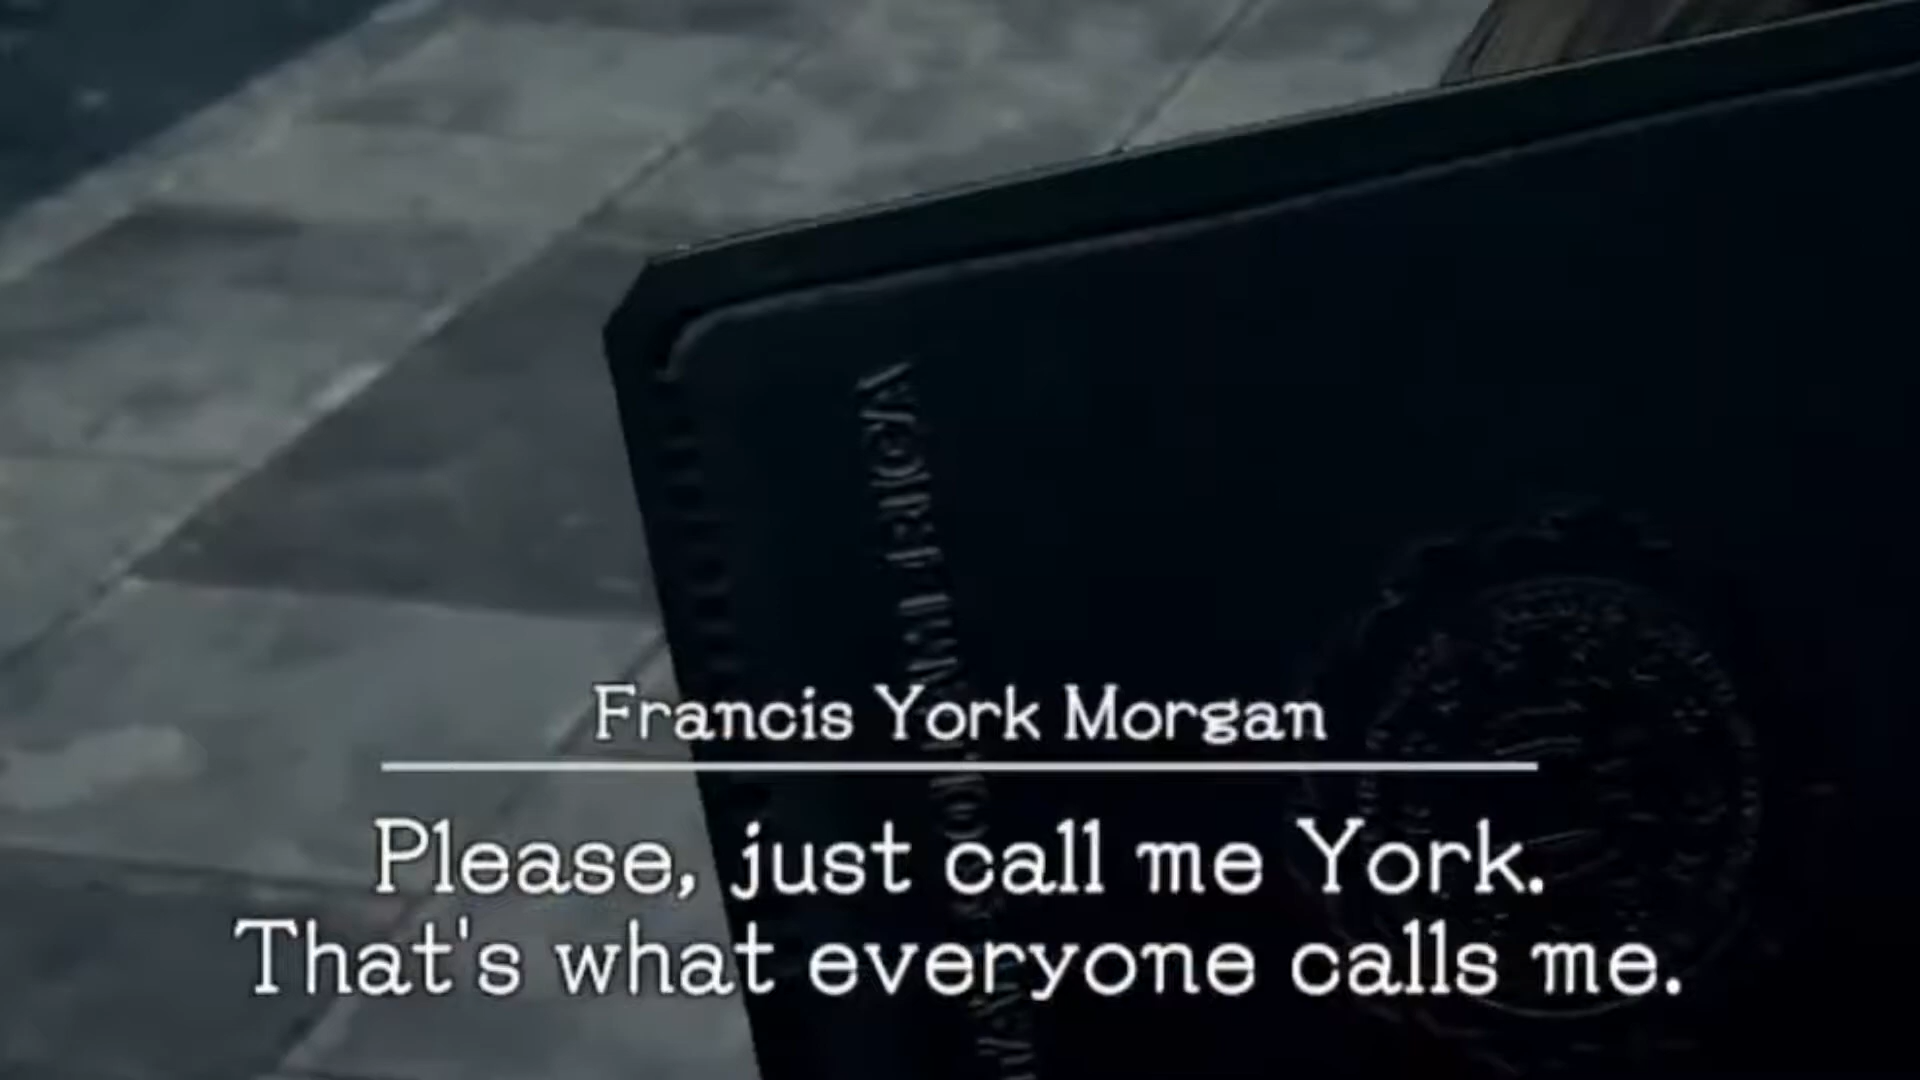 Francis York Morgan
Please, just call me York.
That's what everyone calls me.